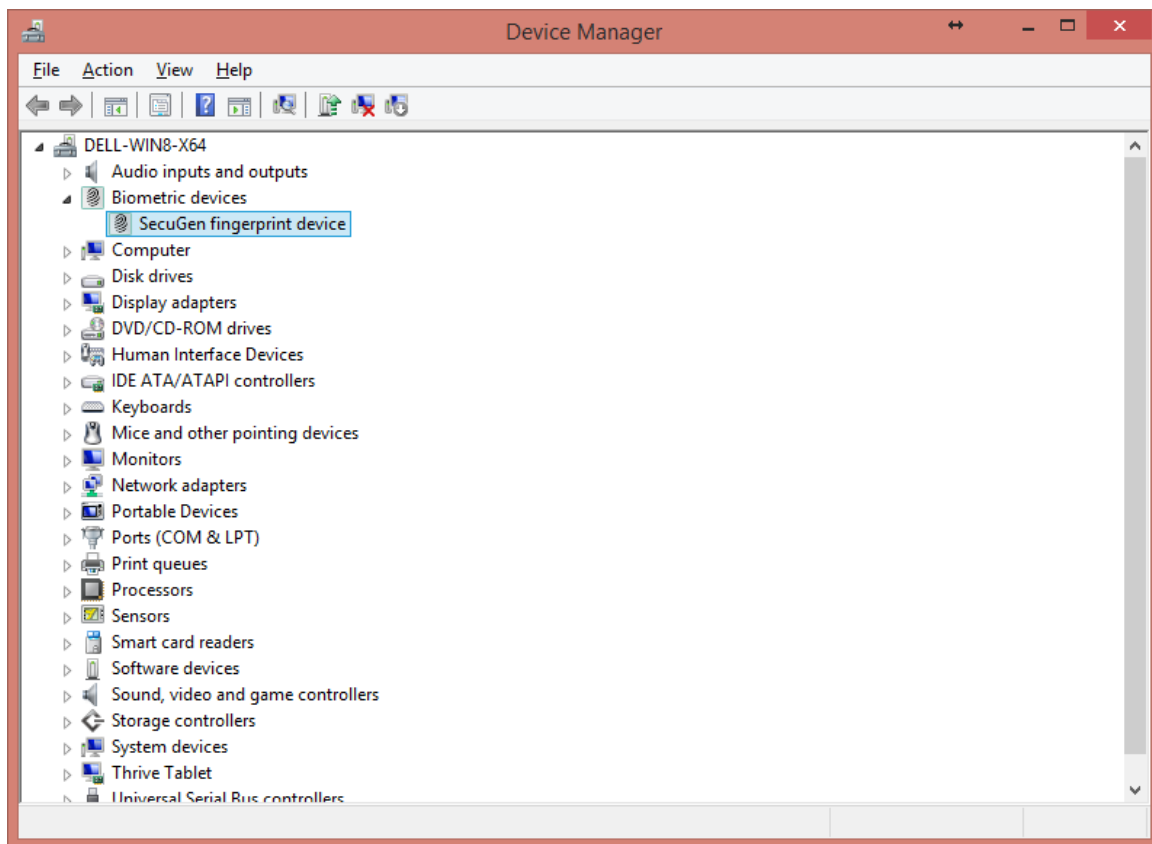 Device Manager
File Action View Help
DELL-WIN8-X64
Audio inputs and outputs
Biometric devices
SecuGen fingerprint device
Computer
Disk drives
Display adapters
DVD/CD-ROM drives
Human Interface Devices
IDE ATA/ATAPI controllers
Keyboards
Mice and other pointing devices
Monitors
Network adapters
Portable Devices
Ports (COM & LPT)
Print queues
Processors
Sensors
Smart card readers
Software devices
Sound, video and game controllers
Storage controllers
System devices
Thrive Tablet
Universal Serial Bus controllers